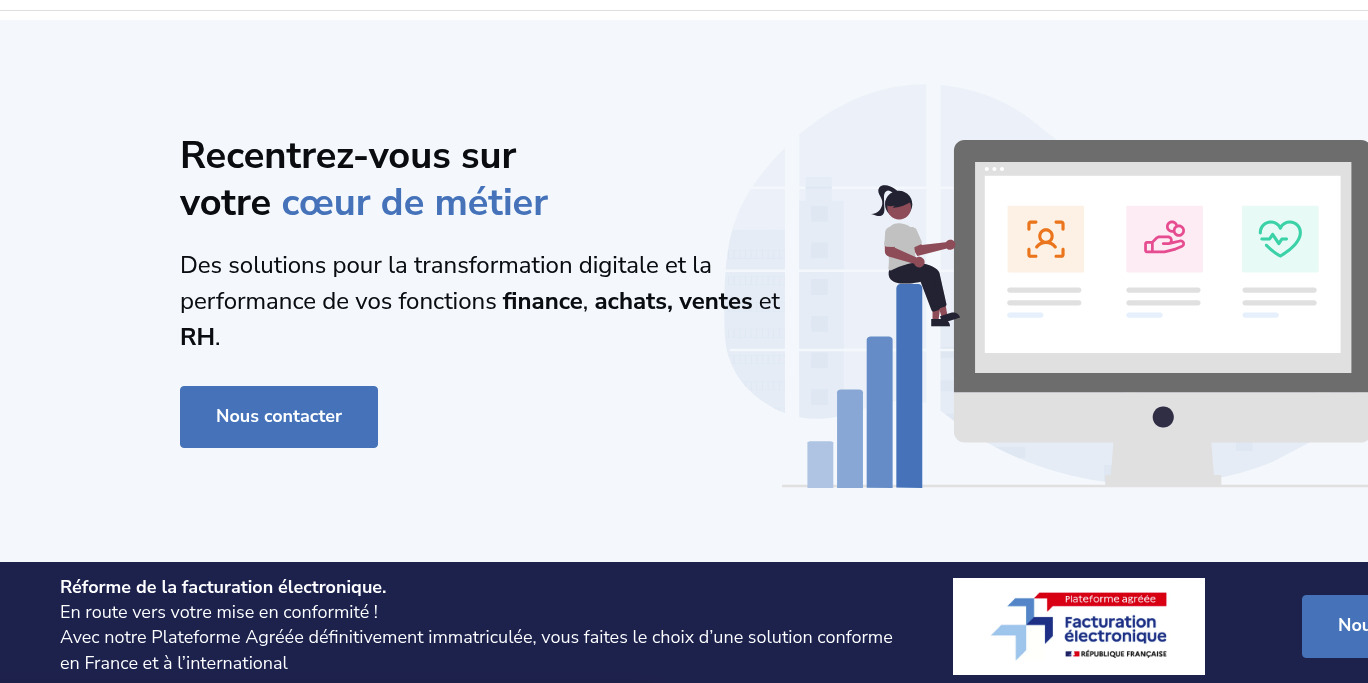 Recentrez-vous sur
votre cœur de métier
Des solutions pour la transformation digitale et la
performance de vos fonctions finance, achats, ventes et
RH.
Nous contacter
Réforme de la facturation électronique.
En route vers votre mise en conformité !
Avec notre Plateforme Agréée définitivement immatriculée, vous faites le choix d’une solution conforme
en France et à l’international
Plateforme agréée
Facturation
électronique
RÉPUBLIQUE FRANÇAISE